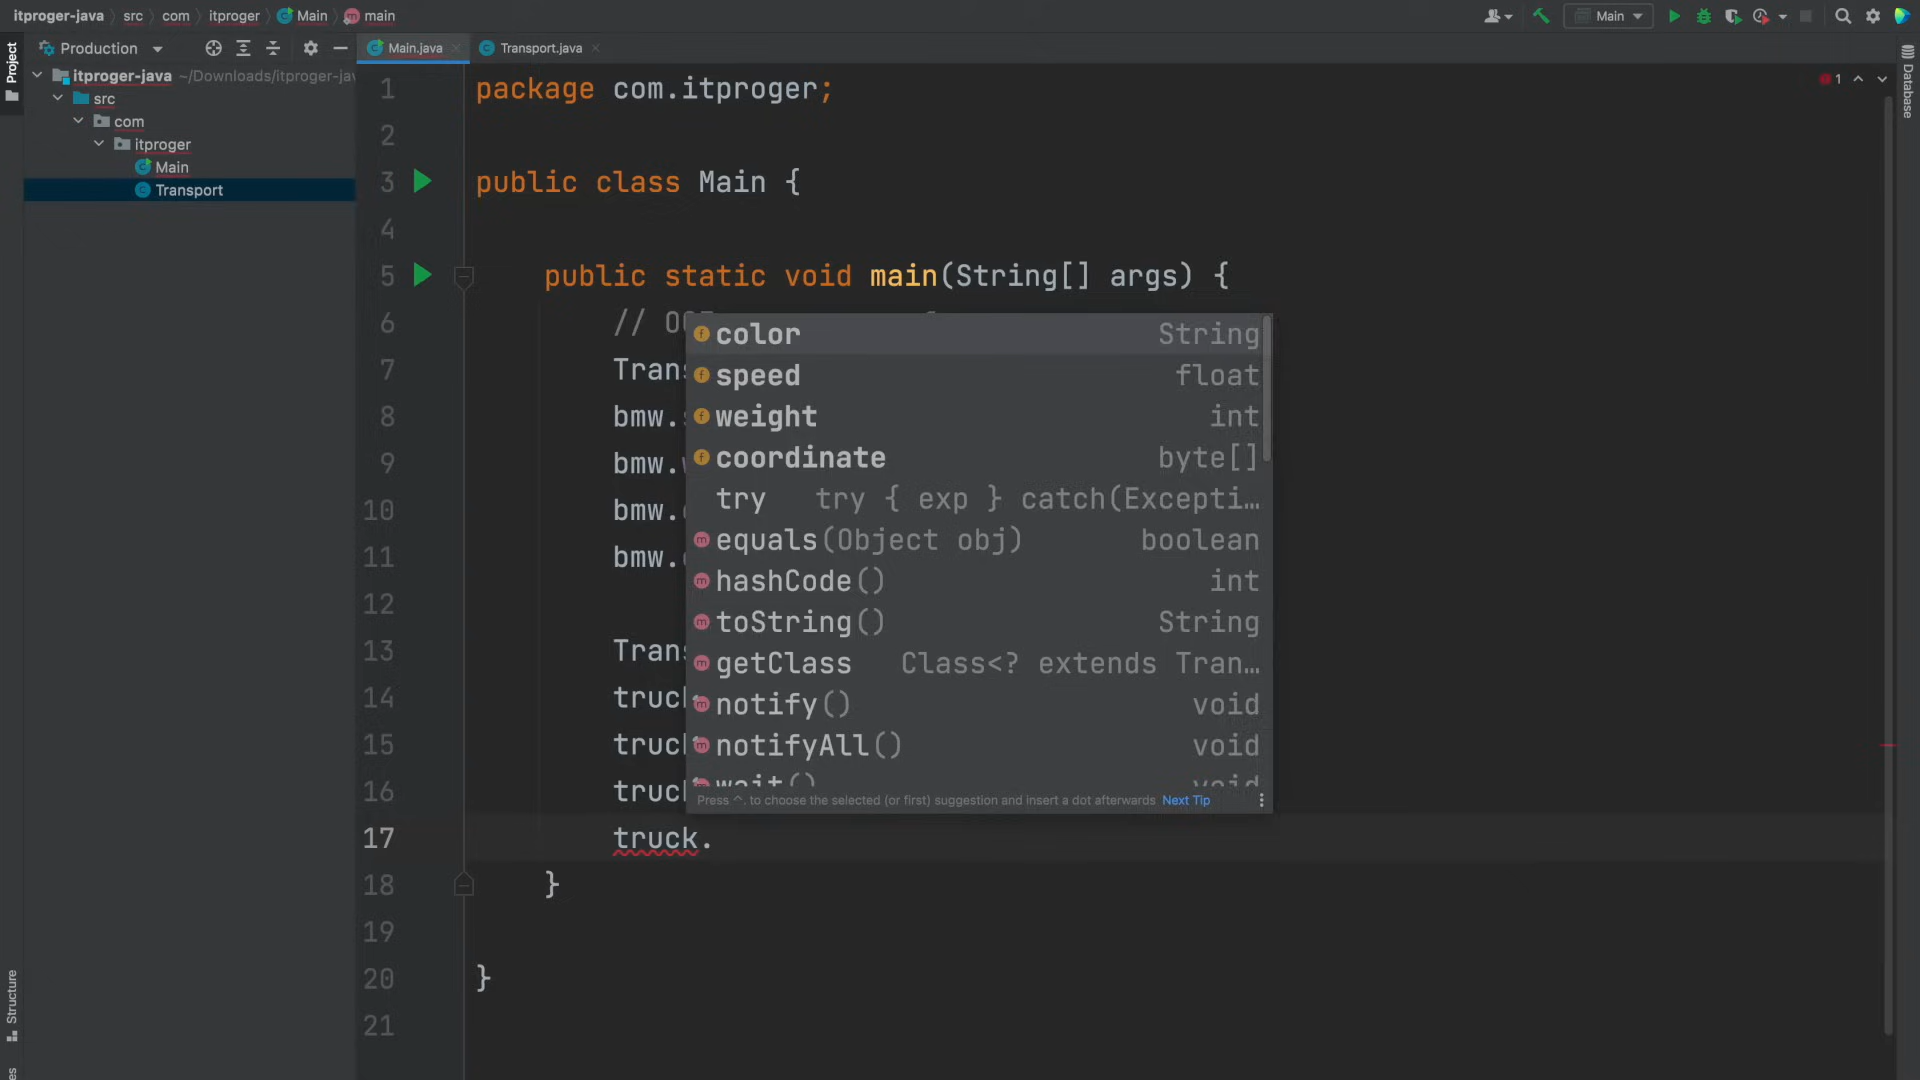 itproger-java src com itproger Main main
Main
Production
Main.java
Transport.java
Project
itproger-java ~/Downloads/itproger-jav
src
com
itproger
Main
Transport
Structure
Database
1
1 package com.itproger;
2
3 public class Main {
4
5 public static void main(String[] args) {
6 //
7
8 bmw.
9 bmw.
10 bmw.
11 bmw.
12
13
14 truck
15 truck
16 truck
17 truck.
18 }
19
20 }
21
color String
speed float
weight int
coordinate byte[]
try try { exp } catch(Excepti…
equals(Object obj) boolean
hashCode() int
toString() String
getClass Class<? extends Tran…
notify() void
notifyAll() void
wait() void
Press ^. to choose the selected (or first) suggestion and insert a dot afterwards Next Tip